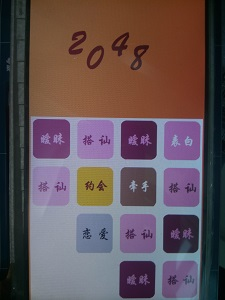 2048
暧昧 搭讪 暧昧 表白
搭讪 约会 牵手 搭讪
恋爱 搭讪 暧昧
暧昧 搭讪